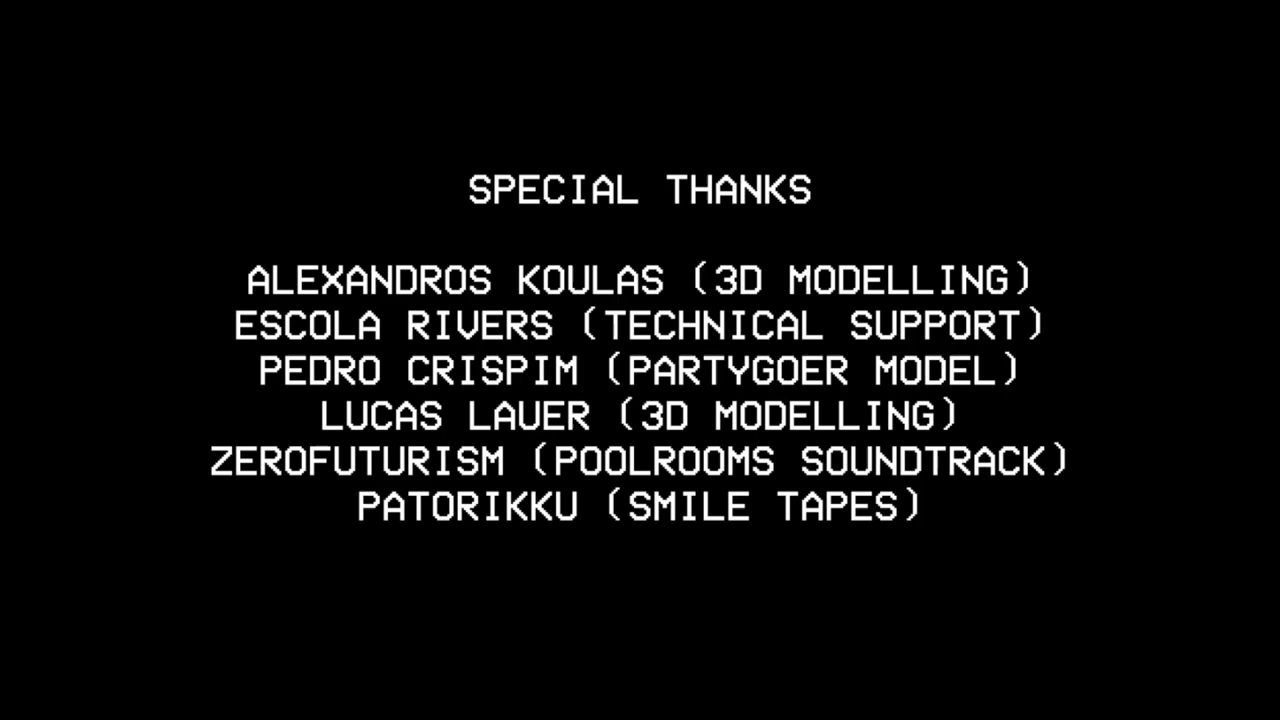 SPECIAL THANKS
ALEXANDROS KOULAS (3D MODELLING)
ESCOLA RIVERS (TECHNICAL SUPPORT)
PEDRO CRISPIM (PARTYGOER MODEL)
LUCAS LAUER (3D MODELLING)
ZEROFUTURISM (POOLROOMS SOUNDTRACK)
PATORIKKU (SMILE TAPES)